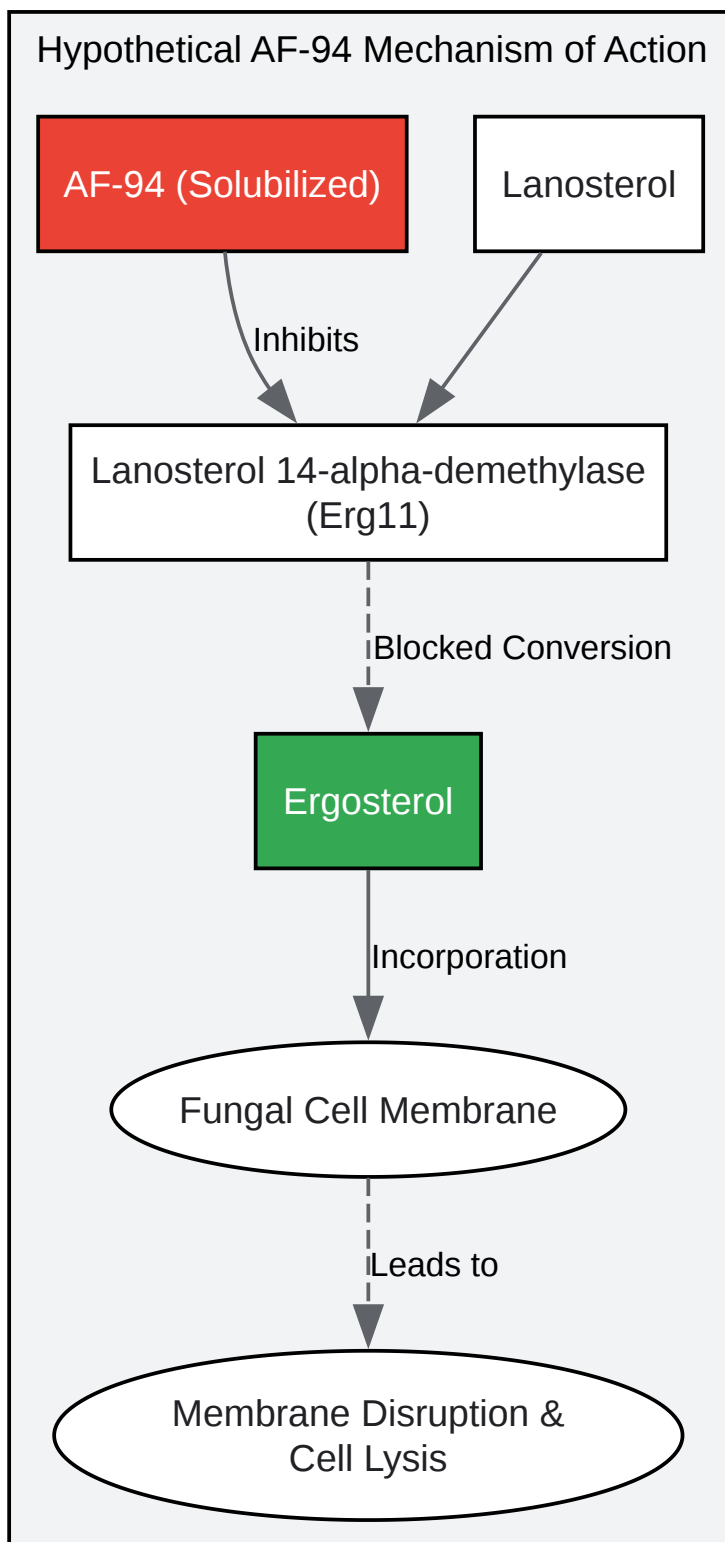 Hypothetical AF-94 Mechanism of Action
AF-94 (Solubilized)
Lanosterol
Inhibits
Lanosterol 14-alpha-demethylase
(Erg11)
Blocked Conversion
Ergosterol
Incorporation
Fungal Cell Membrane
Leads to
Membrane Disruption &
Cell Lysis